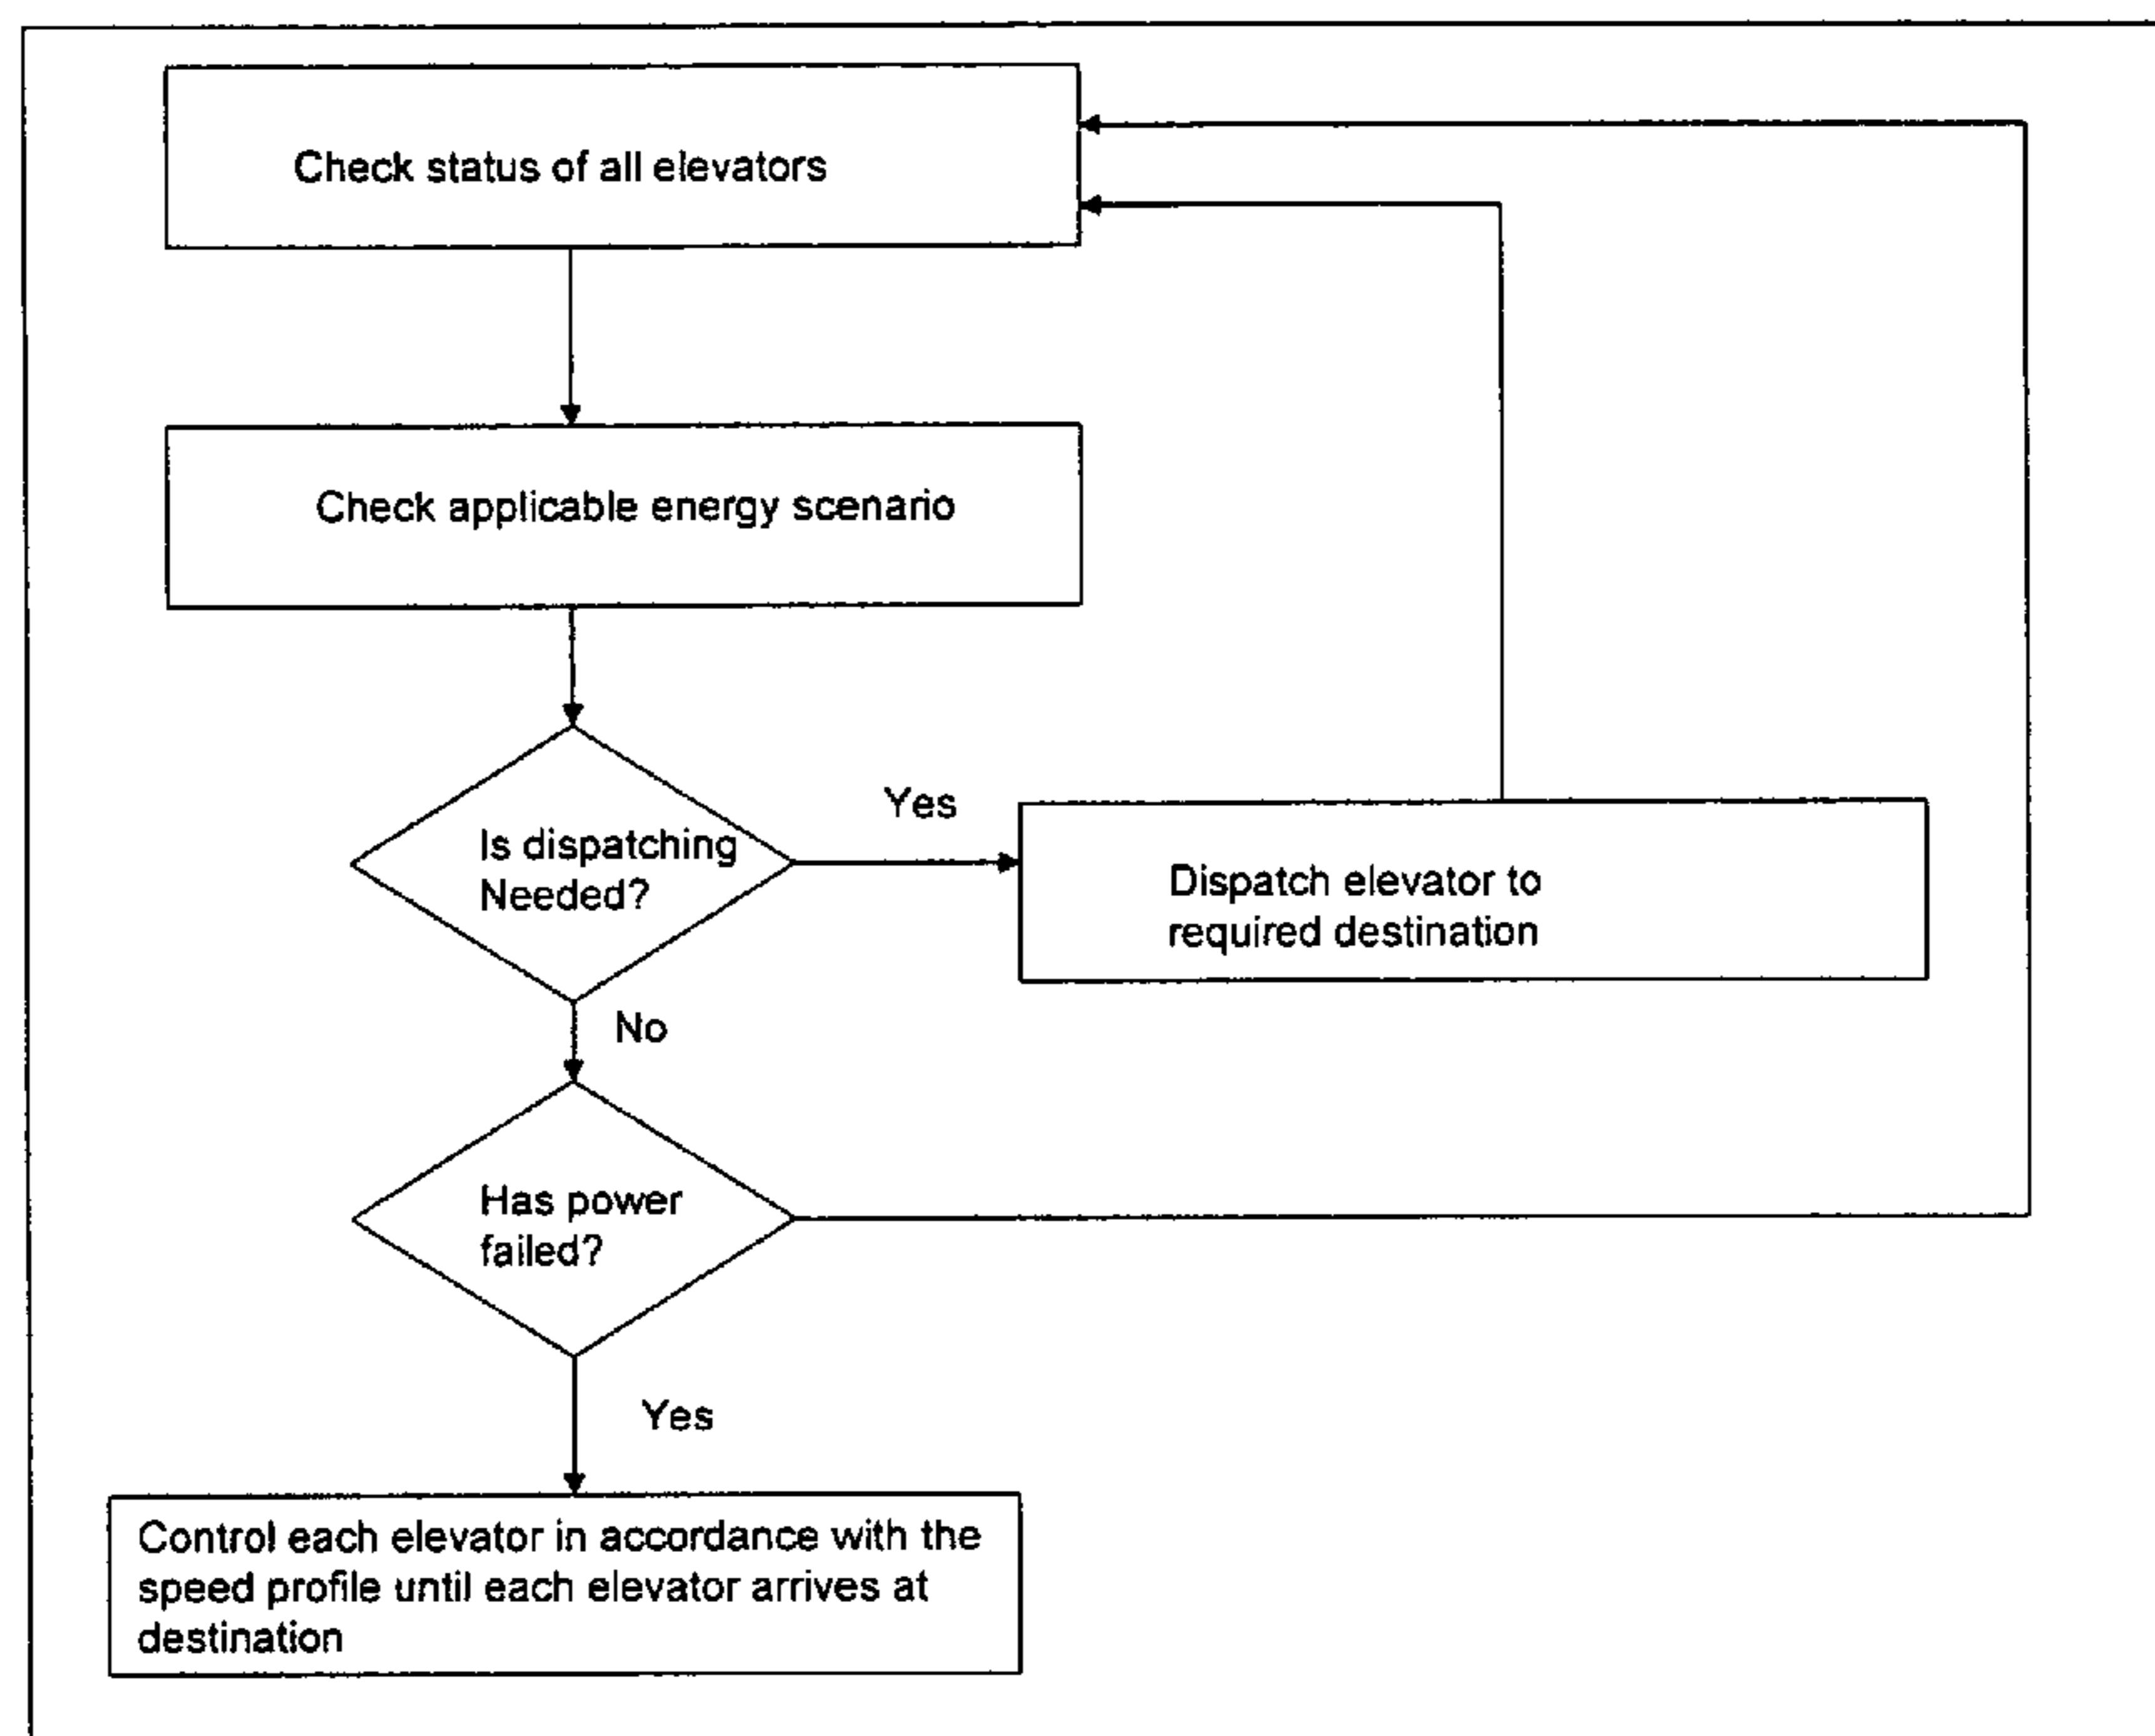 Check status of all elevators
Check applicable energy scenario
Is dispatching
Needed?
Yes
Dispatch elevator to
required destination
No
Has power
failed?
Yes
Control each elevator in accordance with the
speed profile until each elevator arrives at
destination